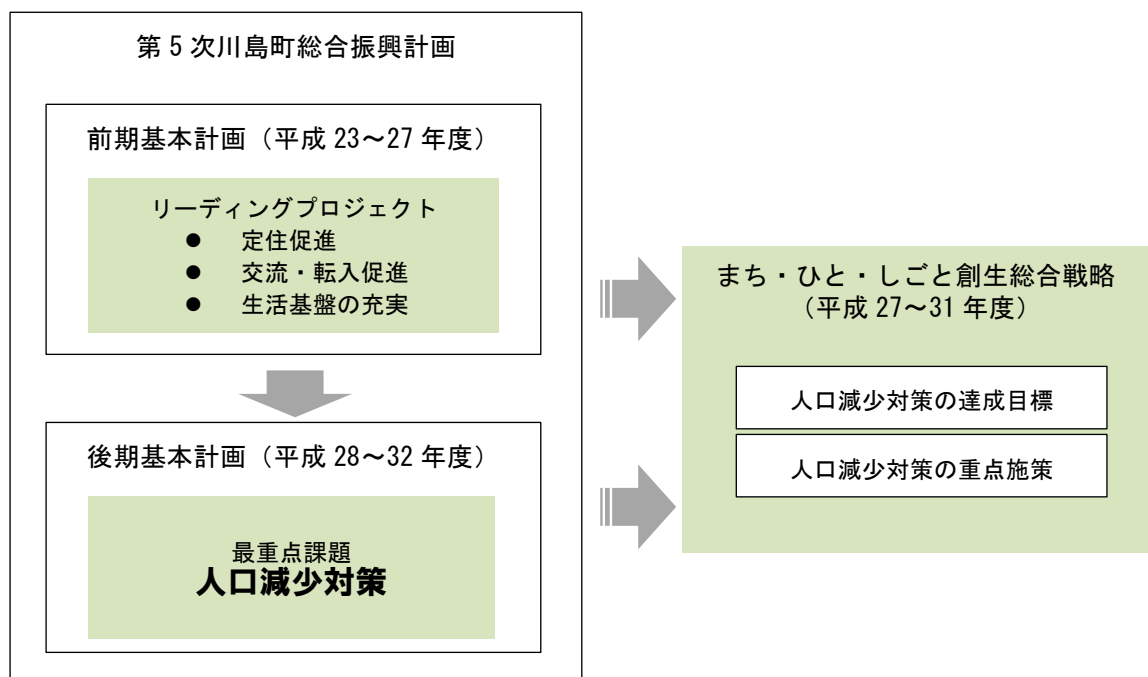 第5次川島町総合振興計画
前期基本計画（平成23～27年度）
リーディングプロジェクト
● 定住促進
● 交流・転入促進
● 生活基盤の充実
後期基本計画（平成28～32年度）
最重点課題
人口減少対策
まち・ひと・しごと創生総合戦略
（平成27～31年度）
人口減少対策の達成目標
人口減少対策の重点施策